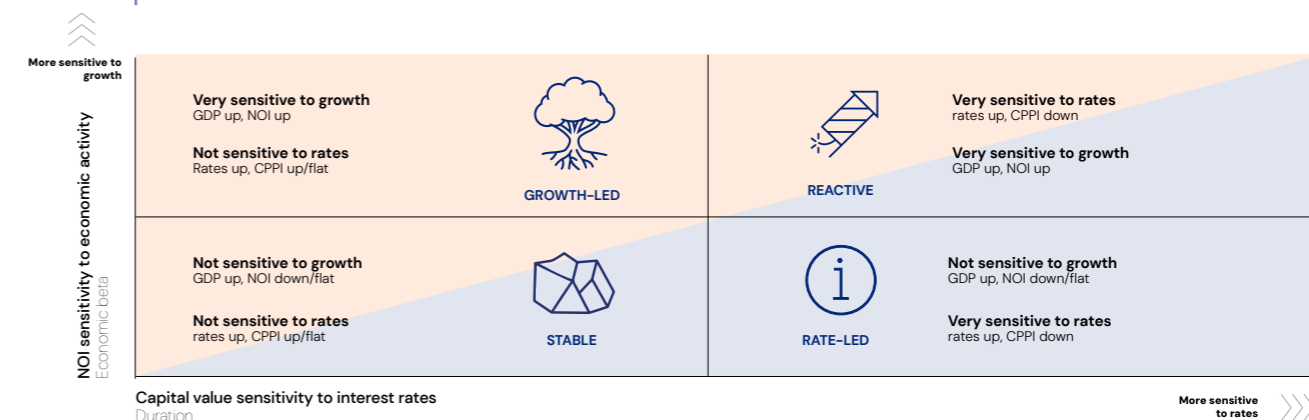 More sensitive to
growth
NOI sensitivity to economic activity
Economic beta
Very sensitive to growth
GDP up, NOI up
Not sensitive to rates
Rates up, CPPI up/flat
GROWTH-LED
REACTIVE
Very sensitive to rates
rates up, CPPI down
Very sensitive to growth
GDP up, NOI up
Not sensitive to growth
GDP up, NOI down/flat
Not sensitive to rates
rates up, CPPI up/flat
STABLE
i
RATE-LED
Not sensitive to growth
GDP up, NOI down/flat
Very sensitive to rates
rates up, CPPI down
Capital value sensitivity to interest rates
Duration
More sensitive
to rates